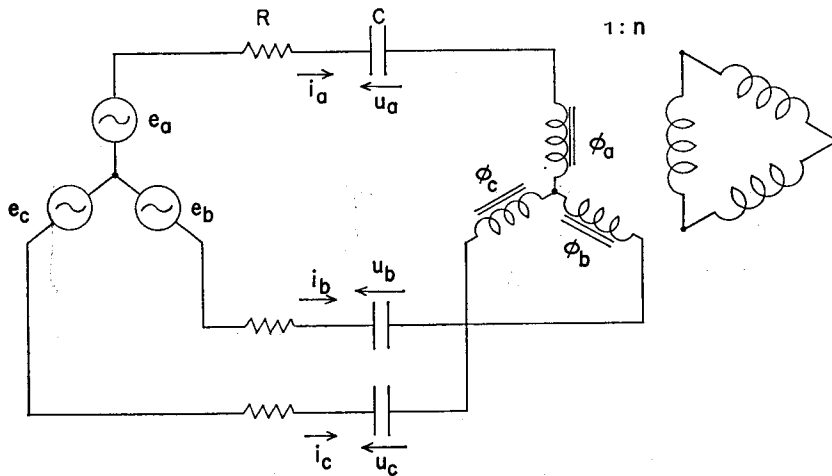 R C 1:n
i_a u_a
e_a
ϕ_a
ϕ_c
e_c e_b
ϕ_b
i_b u_b
i_c u_c